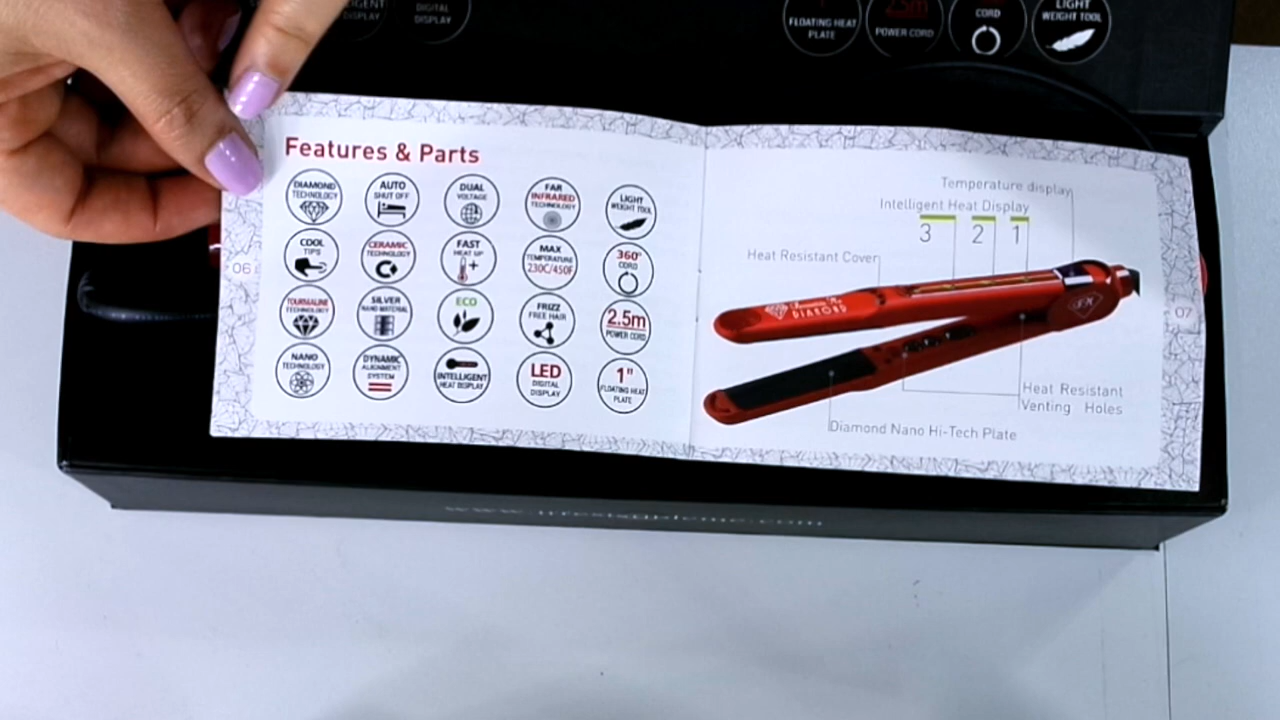 DIGITAL
DISPLAY
DISPLAY
FLOATING HEAT
PLATE
2.5m
POWER CORD
CORD
LIGHT
WEIGHT TOOL
Features & Parts
DIAMOND
TECHNOLOGY
AUTO
SHUT OFF
DUAL
VOLTAGE
FAR
INFRARED
TECHNOLOGY
LIGHT
WEIGHT TOOL
COOL
TIPS
CERAMIC
TECHNOLOGY
FAST
HEAT UP
MAX
TEMPERATURE
230C/450F
360°
CORD
TOURMALINE
TECHNOLOGY
SILVER
NANO MATERIAL
ECO
FRIZZ
FREE HAIR
2.5m
POWER CORD
NANO
TECHNOLOGY
DYNAMIC
ALIGNMENT
SYSTEM
INTELLIGENT
HEAT DISPLAY
LED
DIGITAL
DISPLAY
1"
FLOATING HEAT
PLATE
06
Temperature display
Intelligent Heat Display
3 2 1
Heat Resistant Cover
DIAMOND
Heat Resistant
Venting Holes
Diamond Nano Hi-Tech Plate
07